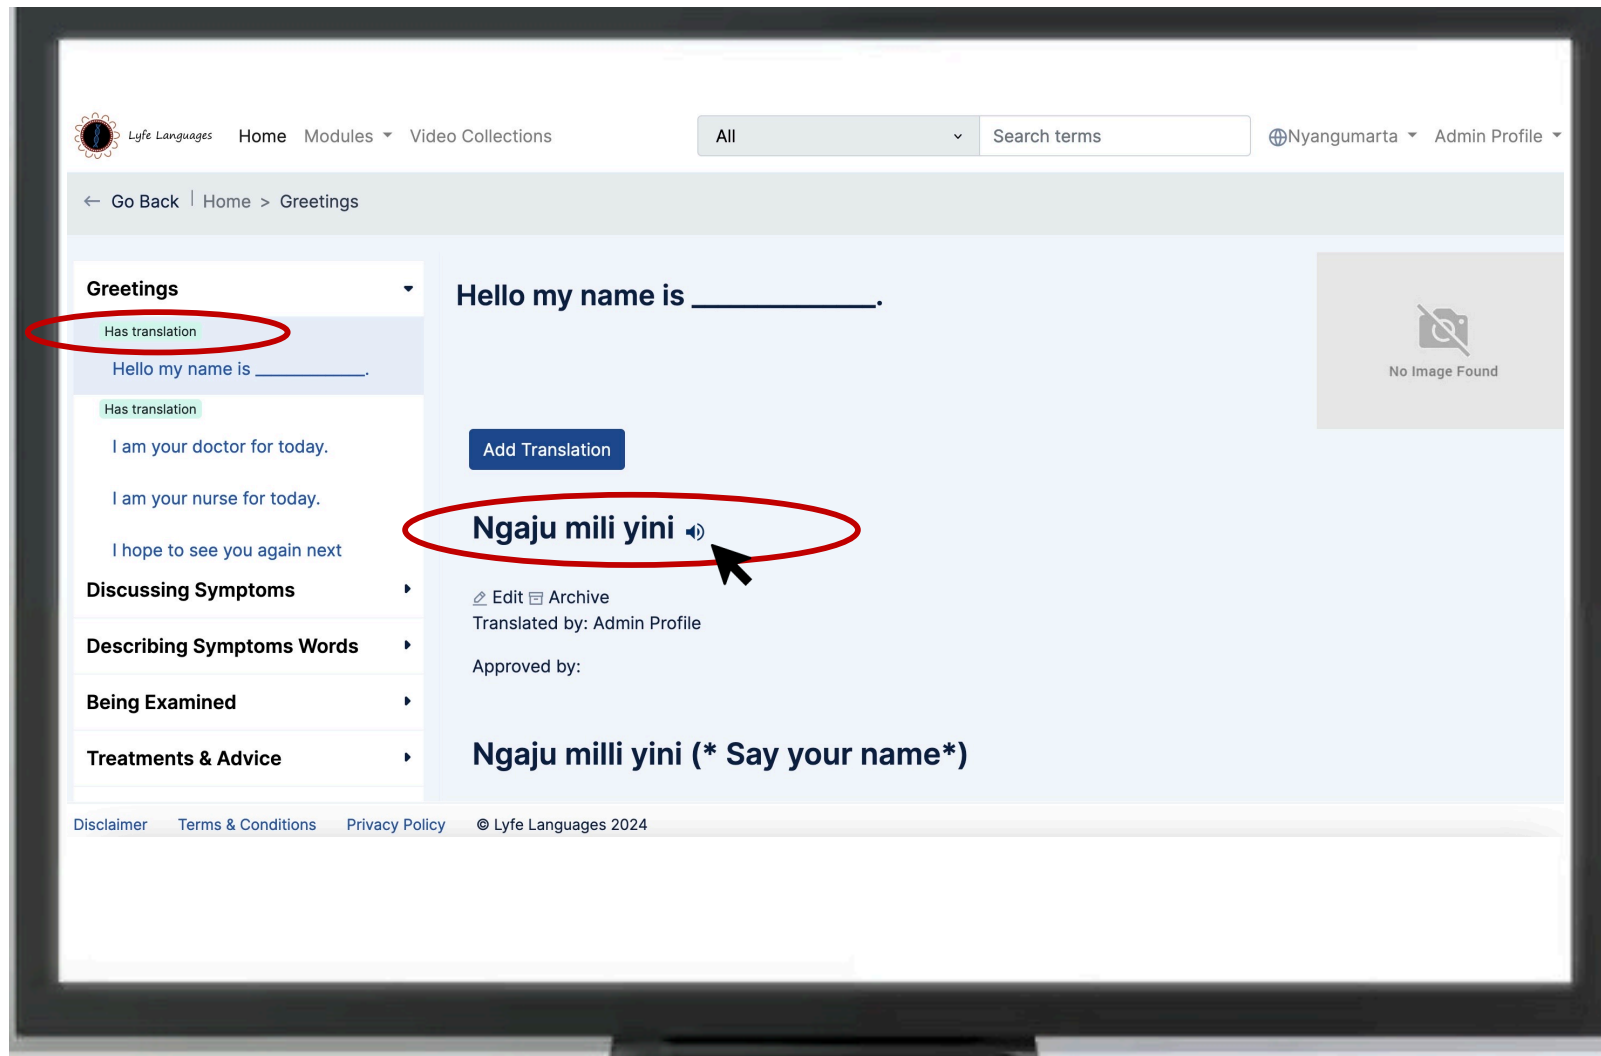 Lyfe Languages Home Modules Video Collections All Search terms Nyangumarta Admin Profile
← Go Back | Home > Greetings
Greetings
Has translation
Hello my name is ____________.
Has translation
I am your doctor for today.
I am your nurse for today.
I hope to see you again next
Discussing Symptoms
Describing Symptoms Words
Being Examined
Treatments & Advice
Hello my name is ____________.
No Image Found
Add Translation
Ngaju mili yini
Edit Archive
Translated by: Admin Profile
Approved by:
Ngaju milli yini (* Say your name*)
Disclaimer Terms & Conditions Privacy Policy © Lyfe Languages 2024